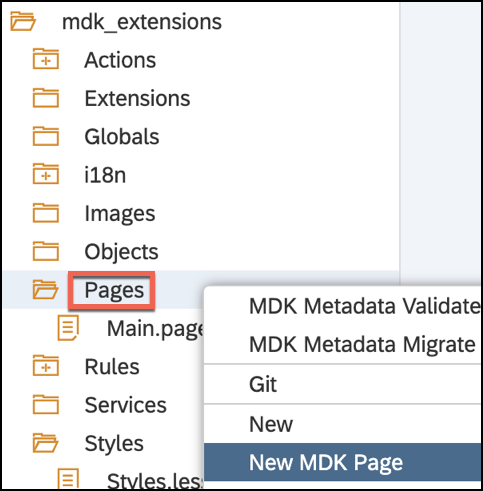 mdk_extensions
Actions
Extensions
Globals
i18n
Images
Objects
Pages
Main.page
Rules
Services
Styles
Styles.les
MDK Metadata Validate
MDK Metadata Migrate
Git
New
New MDK Page